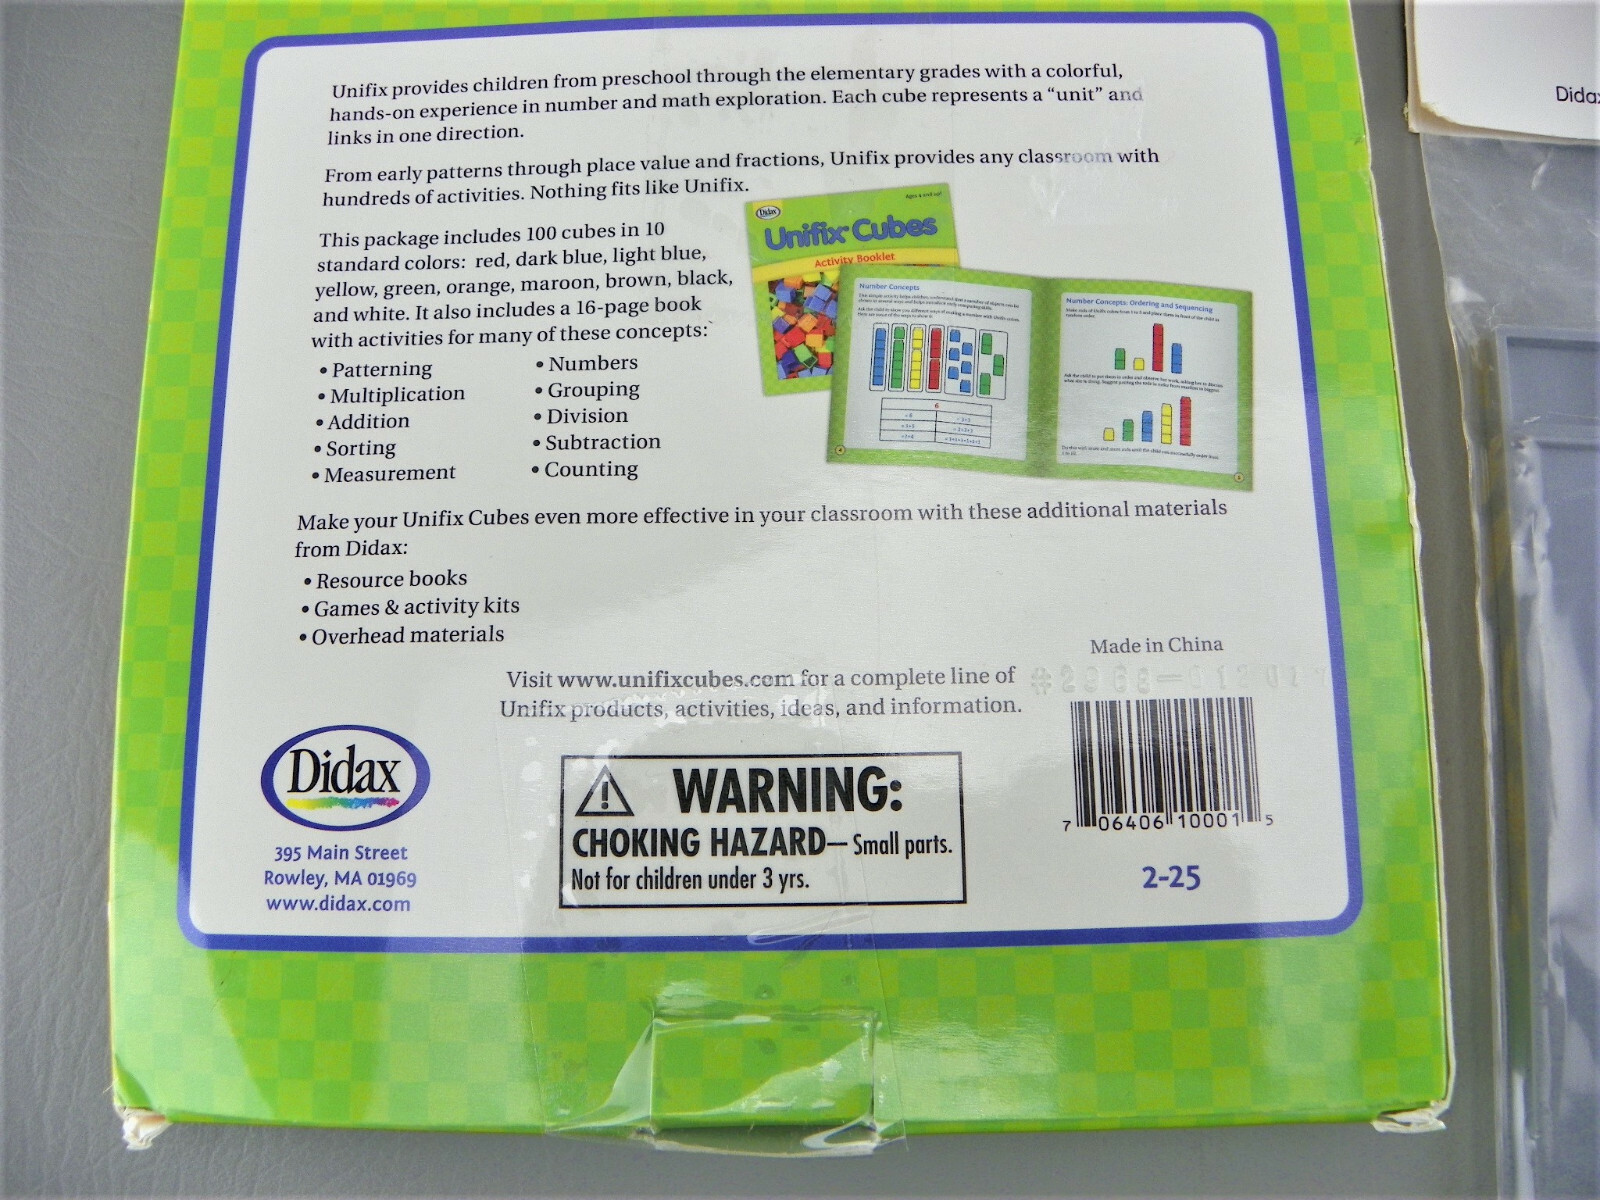 Unifix provides children from preschool through the elementary grades with a colorful,
hands-on experience in number and math exploration. Each cube represents a “unit” and
links in one direction.
From early patterns through place value and fractions, Unifix provides any classroom with
hundreds of activities. Nothing fits like Unifix.
This package includes 100 cubes in 10
standard colors: red, dark blue, light blue,
yellow, green, orange, maroon, brown, black,
and white. It also includes a 16-page book
with activities for many of these concepts:
• Patterning
• Multiplication
• Addition
• Sorting
• Measurement
• Numbers
• Grouping
• Division
• Subtraction
• Counting
Didax
Ages 4 and up!
Unifix Cubes
Activity Booklet
Number Concepts
Number Concepts: Ordering and Sequencing
Make your Unifix Cubes even more effective in your classroom with these additional materials
from Didax:
• Resource books
• Games & activity kits
• Overhead materials
Visit www.unifixcubes.com for a complete line of
Unifix products, activities, ideas, and information.
Made in China
Didax
395 Main Street
Rowley, MA 01969
www.didax.com
WARNING:
CHOKING HAZARD— Small parts.
Not for children under 3 yrs.
7 06406 10001 5
2-25